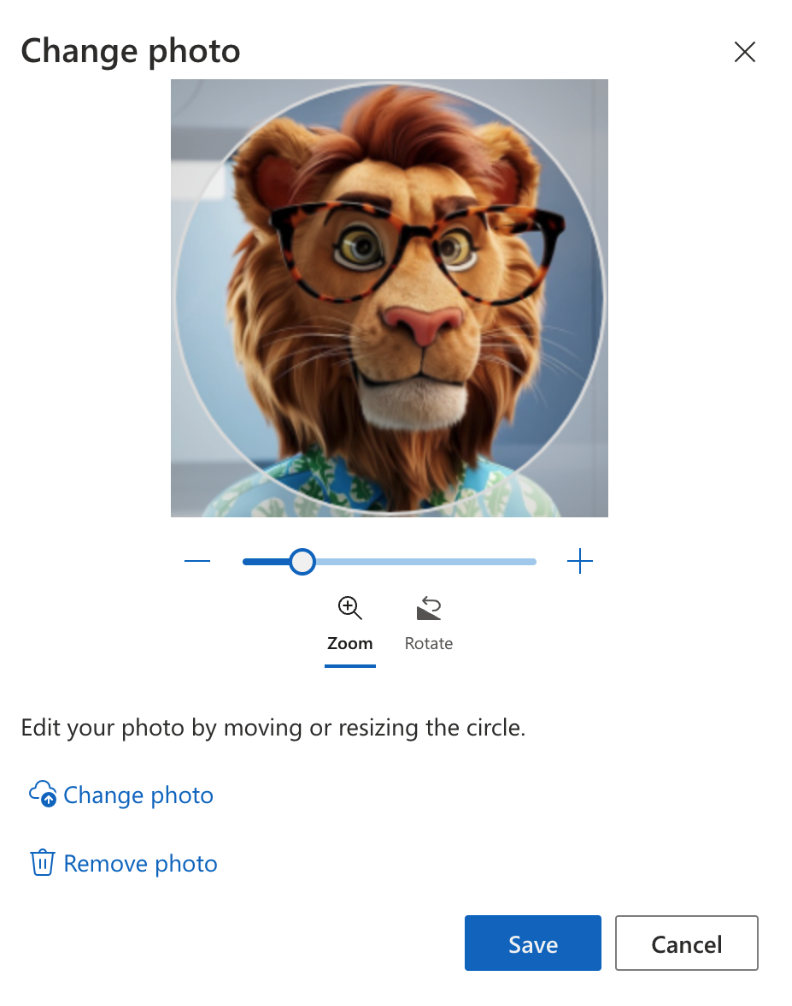 Change photo
Zoom
Rotate
Edit your photo by moving or resizing the circle.
Change photo
Remove photo
Save
Cancel